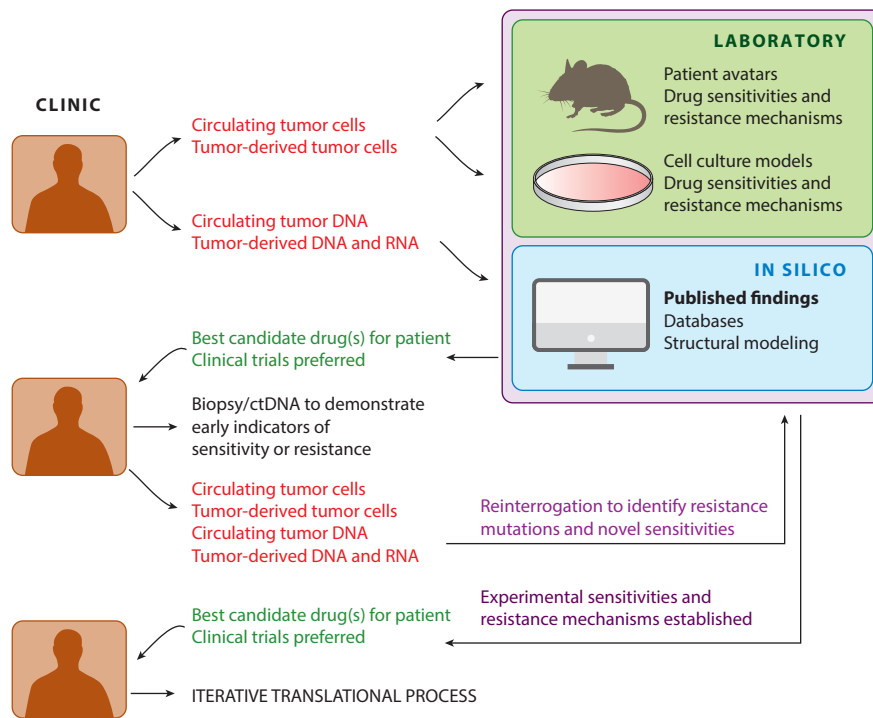 CLINIC
Circulating tumor cells
Tumor-derived tumor cells
Circulating tumor DNA
Tumor-derived DNA and RNA
LABORATORY
Patient avatars
Drug sensitivities and
resistance mechanisms
Cell culture models
Drug sensitivities and
resistance mechanisms
IN SILICO
Published findings
Databases
Structural modeling
Best candidate drug(s) for patient
Clinical trials preferred
Biopsy/ctDNA to demonstrate
early indicators of
sensitivity or resistance
Circulating tumor cells
Tumor-derived tumor cells
Circulating tumor DNA
Tumor-derived DNA and RNA
Reinterrogation to identify resistance
mutations and novel sensitivities
Experimental sensitivities and
resistance mechanisms established
Best candidate drug(s) for patient
Clinical trials preferred
ITERATIVE TRANSLATIONAL PROCESS